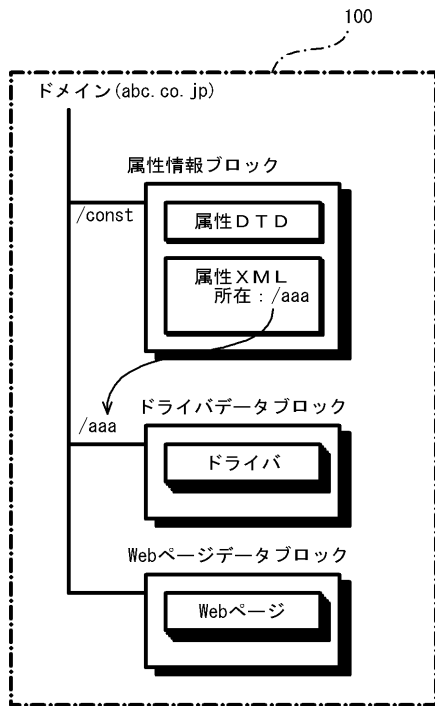 100
ドメイン(abc.co.jp)
属性情報ブロック
/const
属性DTD
属性XML
所在:/aaa
ドライバデータブロック
/aaa
ドライバ
Webページデータブロック
Webページ